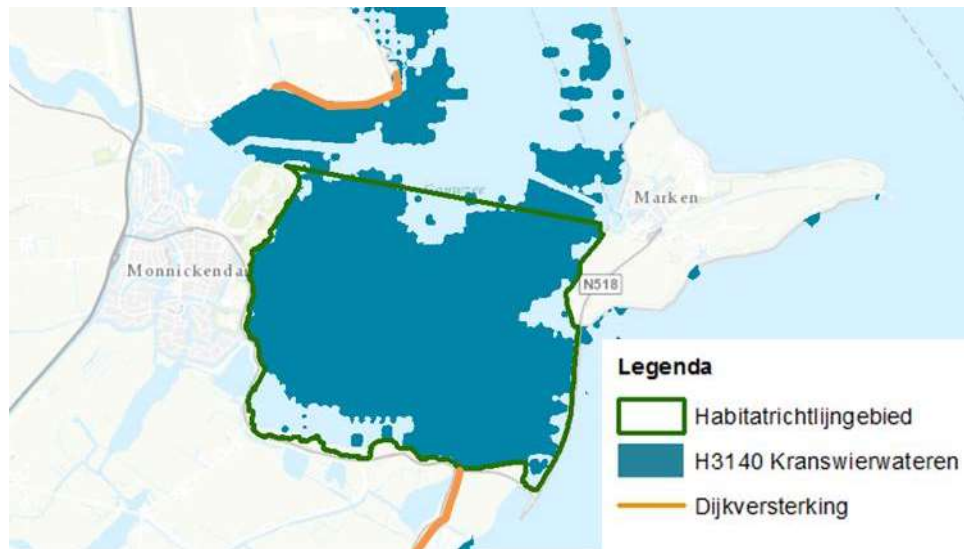 Marken
Monnickendam
N518
Legenda
Habitatrichtlijngebied
H3140 Kranswierwateren
Dijkversterking